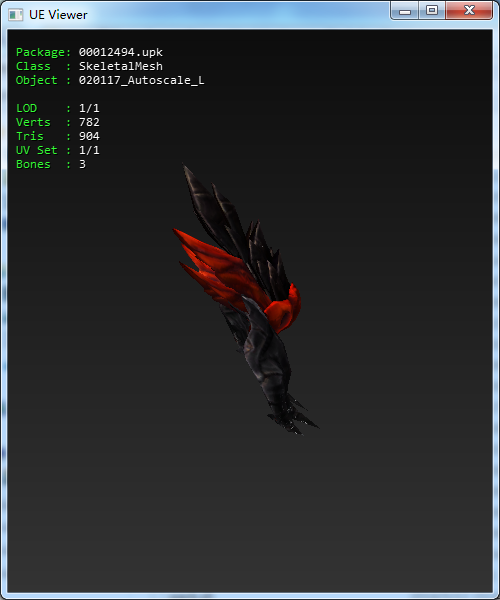 UE Viewer
Package: 00012494.upk
Class : SkeletalMesh
Object : 020117_Autoscale_L
LOD : 1/1
Verts : 782
Tris : 904
UV Set : 1/1
Bones : 3